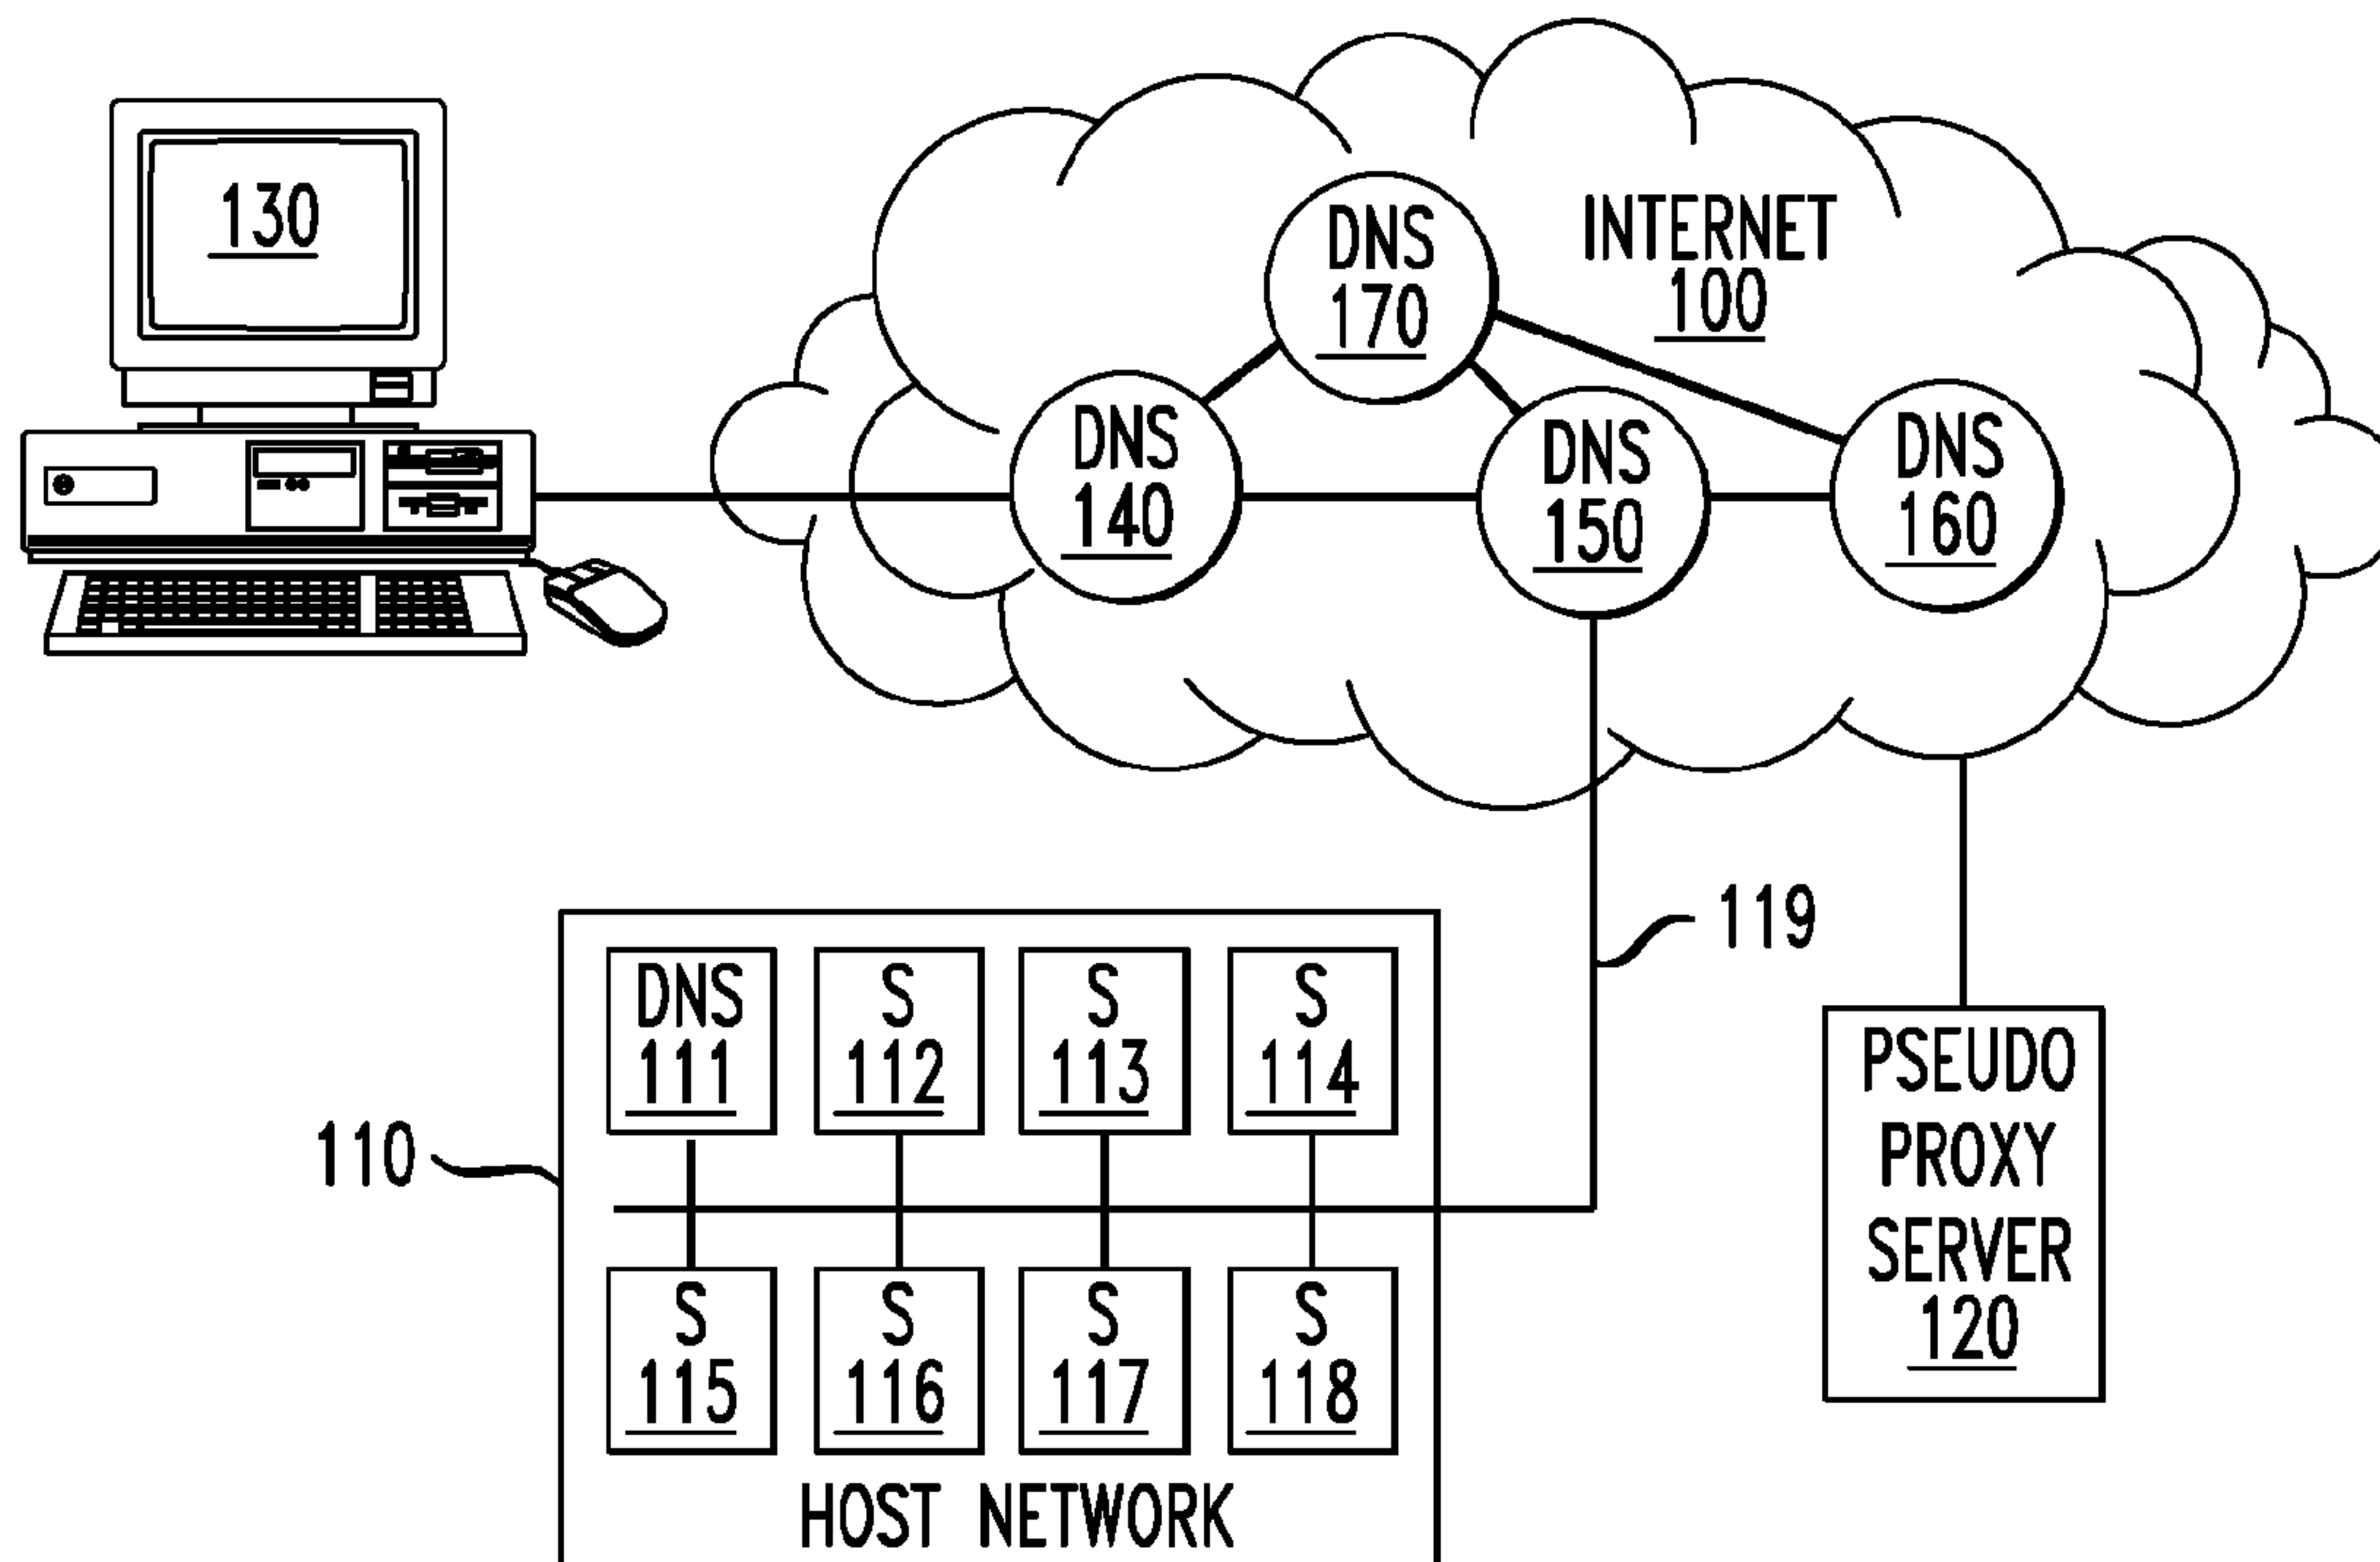 130
INTERNET
100
DNS
170
DNS
140
DNS
150
DNS
160
119
110
DNS
111
S
112
S
113
S
114
S
115
S
116
S
117
S
118
HOST NETWORK
PSEUDO
PROXY
SERVER
120